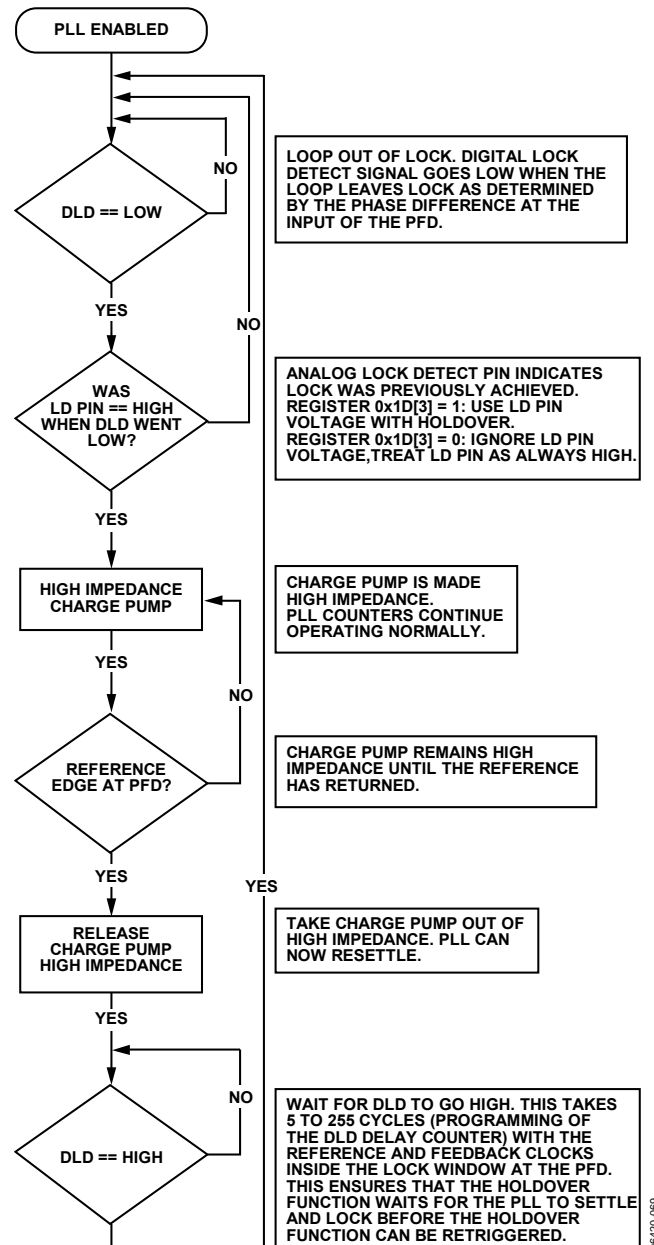 PLL ENABLED
NO
DLD == LOW
LOOP OUT OF LOCK. DIGITAL LOCK
DETECT SIGNAL GOES LOW WHEN THE
LOOP LEAVES LOCK AS DETERMINED
BY THE PHASE DIFFERENCE AT THE
INPUT OF THE PFD.
YES
NO
WAS
LD PIN == HIGH
WHEN DLD WENT
LOW?
ANALOG LOCK DETECT PIN INDICATES
LOCK WAS PREVIOUSLY ACHIEVED.
REGISTER 0x1D[3] = 1: USE LD PIN
VOLTAGE WITH HOLDOVER.
REGISTER 0x1D[3] = 0: IGNORE LD PIN
VOLTAGE,TREAT LD PIN AS ALWAYS HIGH.
YES
HIGH IMPEDANCE
CHARGE PUMP
CHARGE PUMP IS MADE
HIGH IMPEDANCE.
PLL COUNTERS CONTINUE
OPERATING NORMALLY.
YES
NO
REFERENCE
EDGE AT PFD?
CHARGE PUMP REMAINS HIGH
IMPEDANCE UNTIL THE REFERENCE
HAS RETURNED.
YES
YES
RELEASE
CHARGE PUMP
HIGH IMPEDANCE
TAKE CHARGE PUMP OUT OF
HIGH IMPEDANCE. PLL CAN
NOW RESETTLE.
YES
NO
DLD == HIGH
WAIT FOR DLD TO GO HIGH. THIS TAKES
5 TO 255 CYCLES (PROGRAMMING OF
THE DLD DELAY COUNTER) WITH THE
REFERENCE AND FEEDBACK CLOCKS
INSIDE THE LOCK WINDOW AT THE PFD.
THIS ENSURES THAT THE HOLDOVER
FUNCTION WAITS FOR THE PLL TO SETTLE
AND LOCK BEFORE THE HOLDOVER
FUNCTION CAN BE RETRIGGERED.